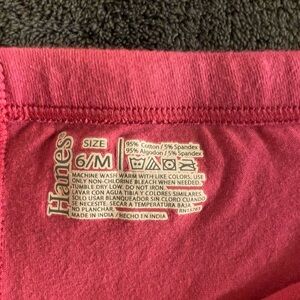 Hanes®
SIZE
6/M
95% Cotton / 5% Spandex
95% Algodon / 5% Spandex
MACHINE WASH WARM WITH LIKE COLORS. USE
ONLY NON-CHLORINE BLEACH WHEN NEEDED.
TUMBLE DRY LOW. DO NOT IRON.
LAVAR CON AGUA TIBIA Y COLORES SIMILARES.
SOLO USAR BLANQUEADOR SIN CLORO CUANDO
SE NECESITE. SECAR A TEMPERATURA BAJA.
NO PLANCHAR.
MADE IN INDIA / HECHO EN INDIA